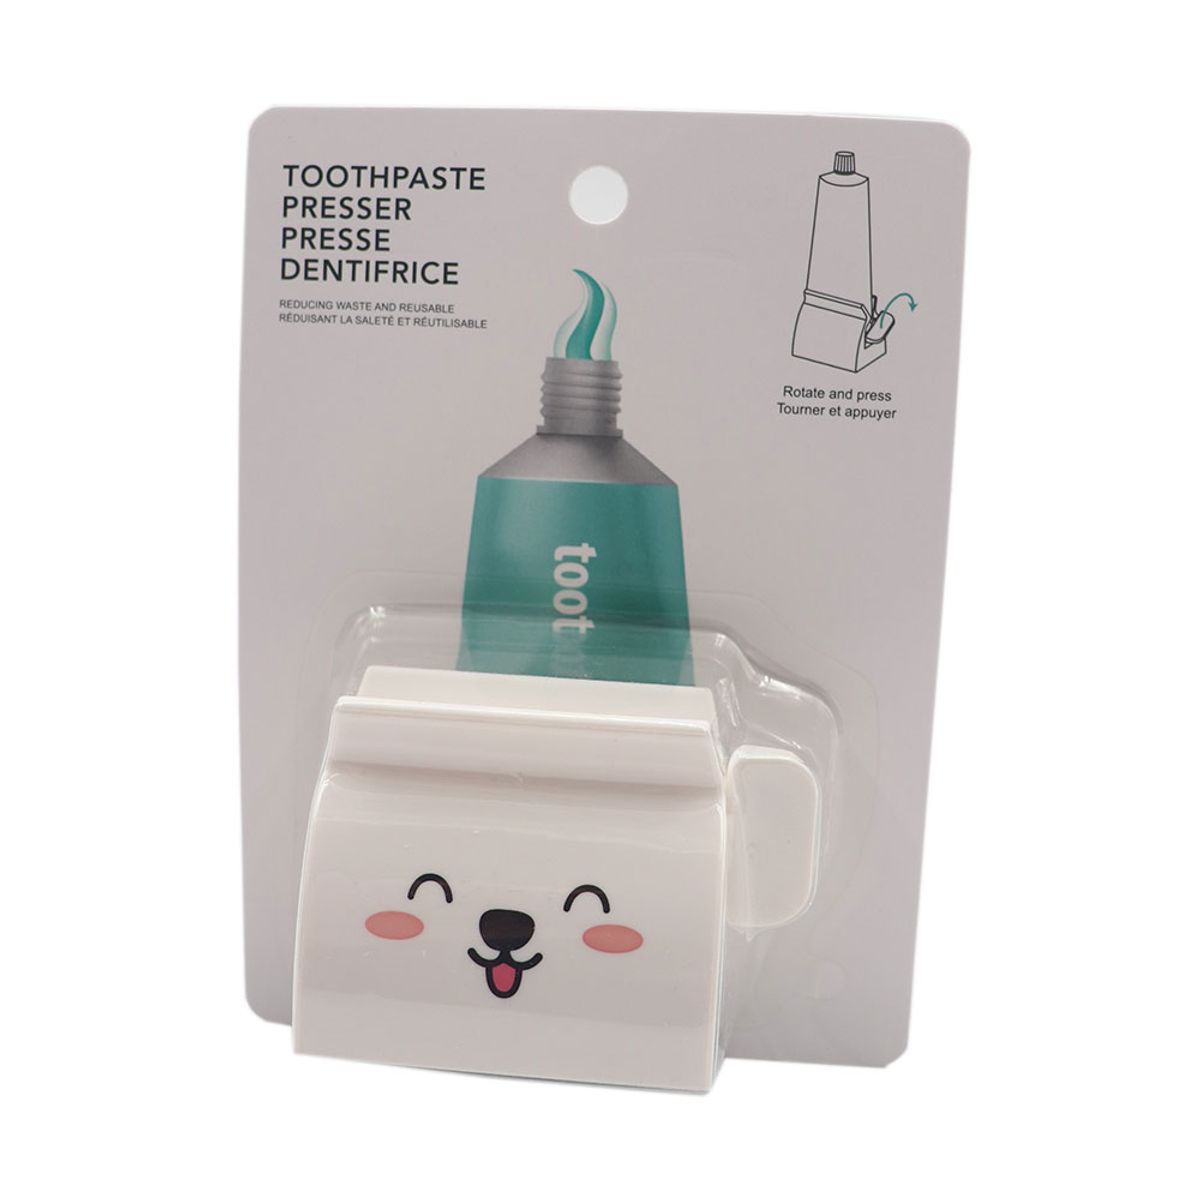 TOOTHPASTE
PRESSER
PRESSE
DENTIFRICE
REDUCING WASTE AND REUSABLE
RÉDUISANT LA SALETÉ ET RÉUTILISABLE
Rotate and press
Tourner et appuyer
toot